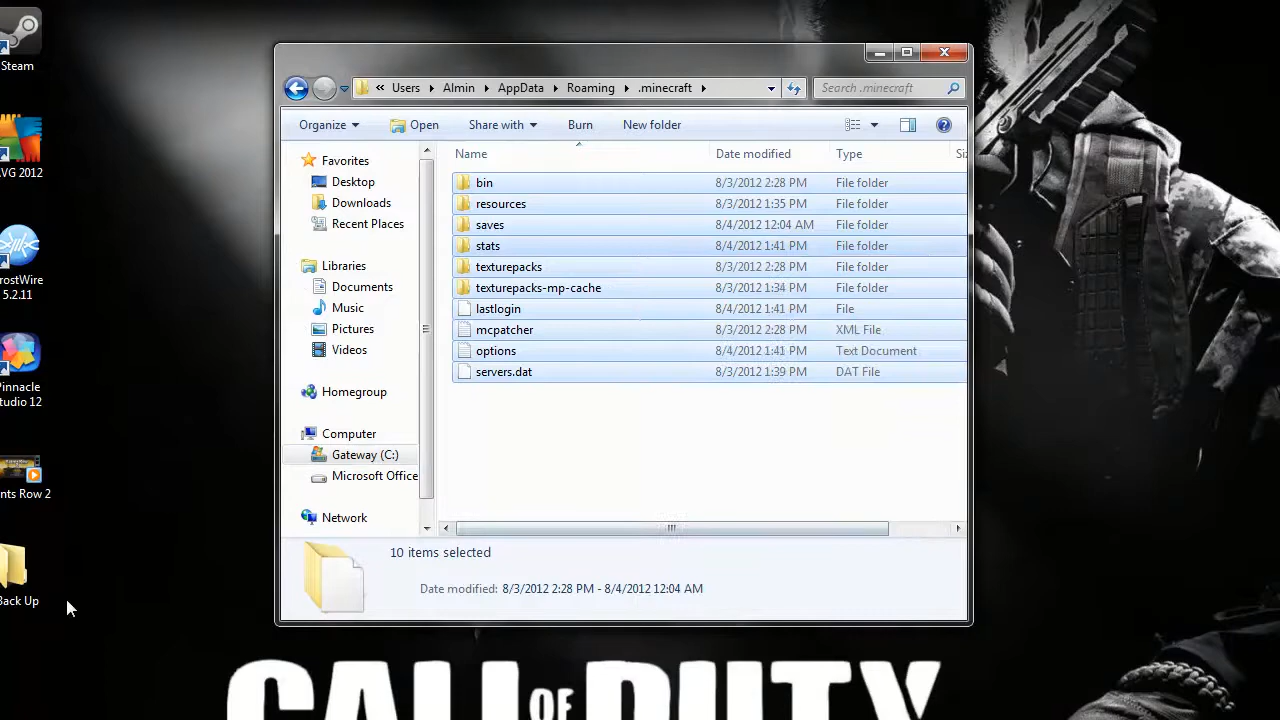 Steam
AVG 2012
FrostWire
5.2.11
Pinnacle
Studio 12
nts Row 2
Back Up
« Users Almin AppData Roaming .minecraft
Search .minecraft
Organize Open Share with Burn New folder
Favorites
Desktop
Downloads
Recent Places
Libraries
Documents
Music
Pictures
Videos
Homegroup
Computer
Gateway (C:)
Microsoft Office
Network
Name Date modified Type Siz
bin 8/3/2012 2:28 PM File folder
resources 8/3/2012 1:35 PM File folder
saves 8/4/2012 12:04 AM File folder
stats 8/4/2012 1:41 PM File folder
texturepacks 8/3/2012 2:28 PM File folder
texturepacks-mp-cache 8/3/2012 1:34 PM File folder
lastlogin 8/4/2012 1:41 PM File
mcpatcher 8/3/2012 2:28 PM XML File
options 8/4/2012 1:41 PM Text Document
servers.dat 8/3/2012 1:39 PM DAT File
10 items selected
Date modified: 8/3/2012 2:28 PM - 8/4/2012 12:04 AM
CALL OF DUTY